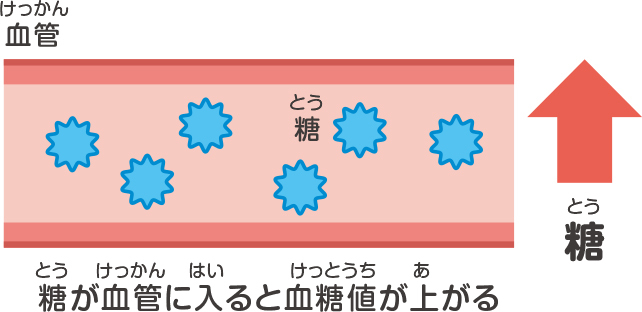 けっかん
血管
とう
糖
とう
糖
とう けっかん はい けっとうち あ
糖が血管に入ると血糖値が上がる